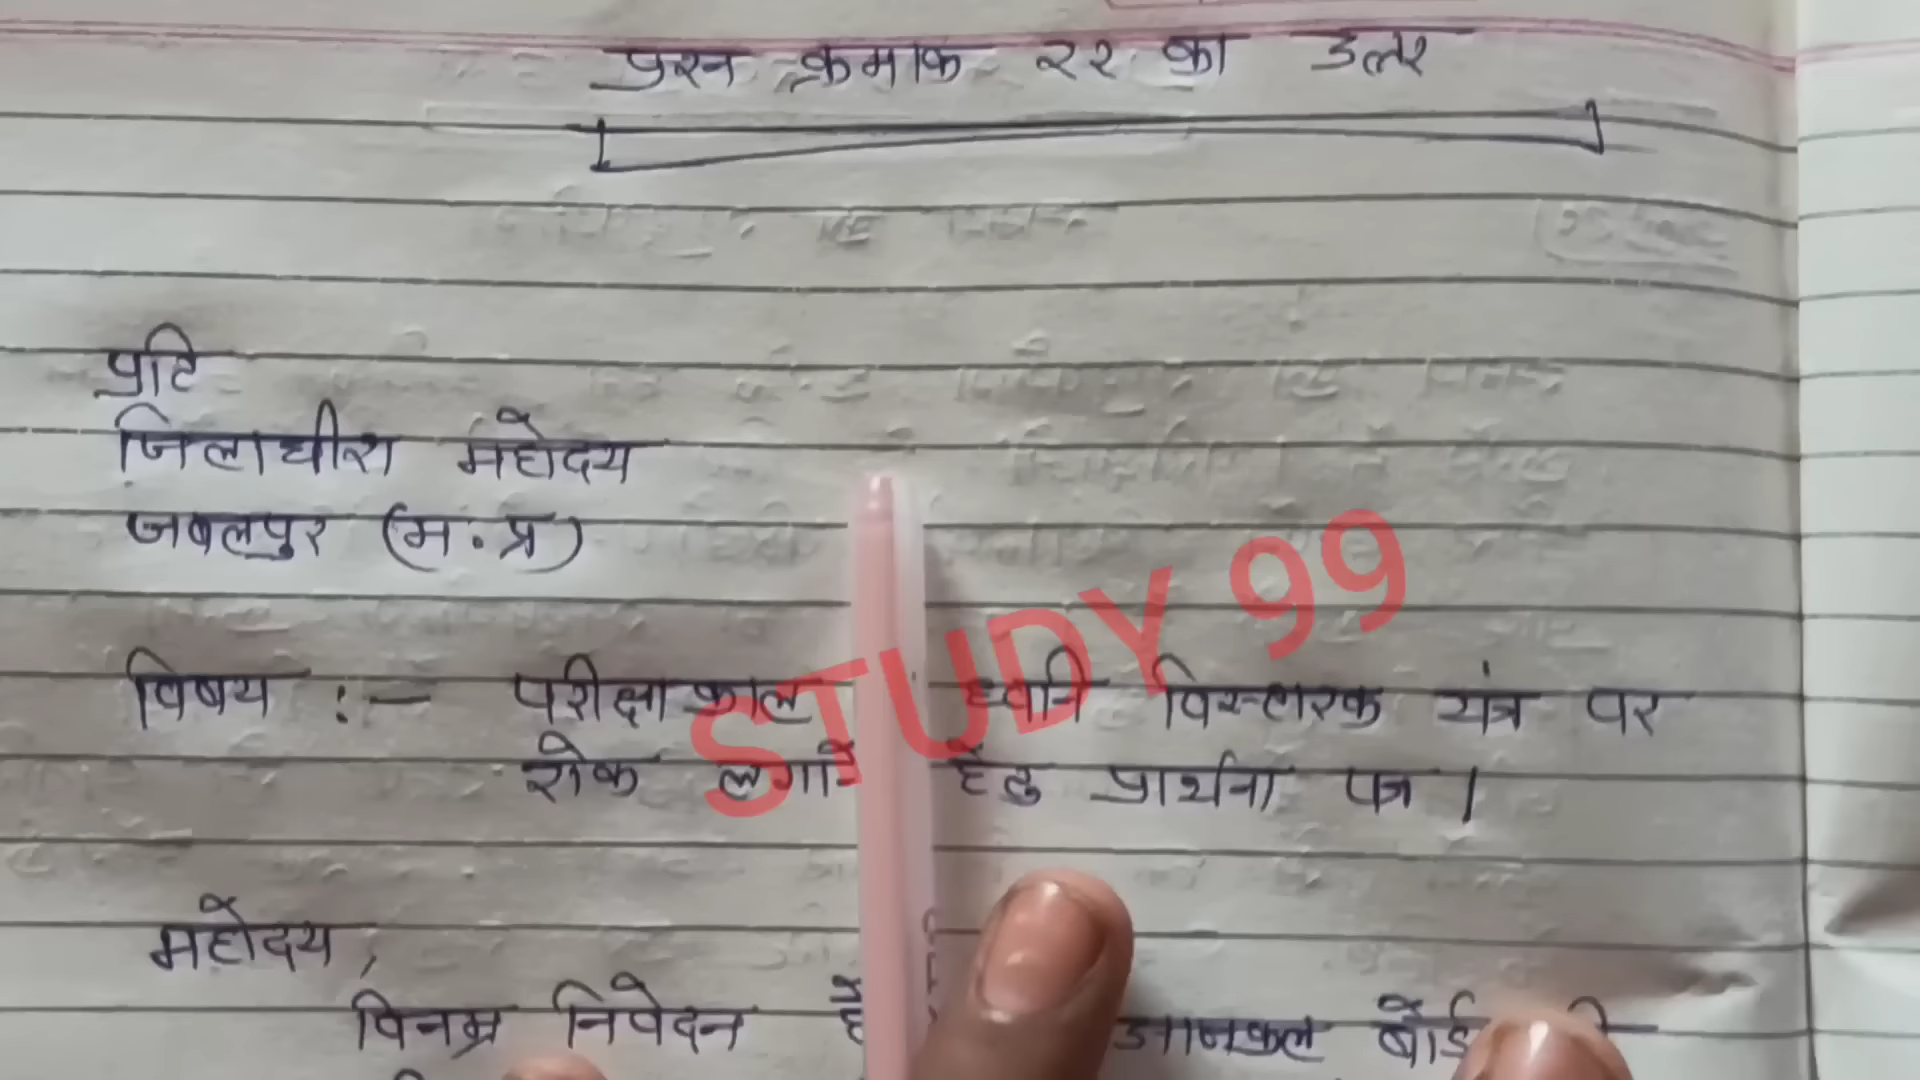 प्रश्न क्रमांक २२ का उत्तर
प्रति
जिलाधीश महोदय
जबलपुर (म.प्र)
विषय :- परीक्षाकाल ध्वनि विस्तारक यंत्र पर
रोक लगाने हेतु प्रार्थना पत्र ।
STUDY 99
महोदय,
विनम्र निवेदन है आजकल बोर्ड